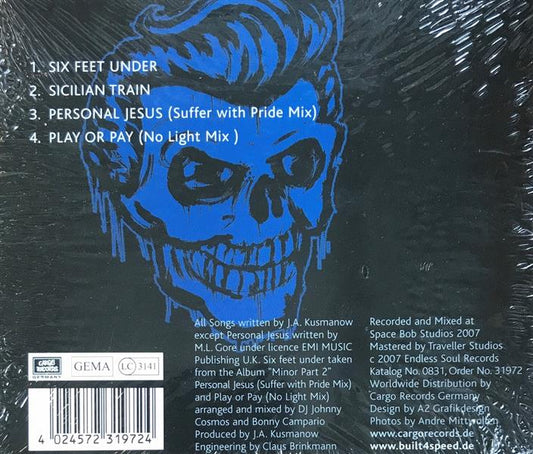 1. SIX FEET UNDER
2. SICILIAN TRAIN
3. PERSONAL JESUS (Suffer with Pride Mix)
4. PLAY OR PAY (No Light Mix )
All Songs written by J.A. Kusmanow
except Personal Jesus written by
M.L. Gore under licence EMI MUSIC
Publishing U.K. Six feet under taken
from the Album "Minor Part 2"
Personal Jesus (Suffer with Pride Mix)
and Play or Pay (No Light Mix)
arranged and mixed by DJ Johnny
Cosmos and Bonny Campario
Produced by J.A. Kusmanow
Engineering by Claus Brinkmann
Recorded and Mixed at
Space Bob Studios 2007
Mastered by Traveller Studios
c 2007 Endless Soul Records
Katalog No. 0831, Order No. 31972
Worldwide Distribution by
Cargo Records Germany
Design by A2 Grafikdesign
Photos by Andre
www.cargorecords.de
www.built4speed.de
CARGO
RECORDS
GERMANY
GEMA
LC 3141
4 024572 319724